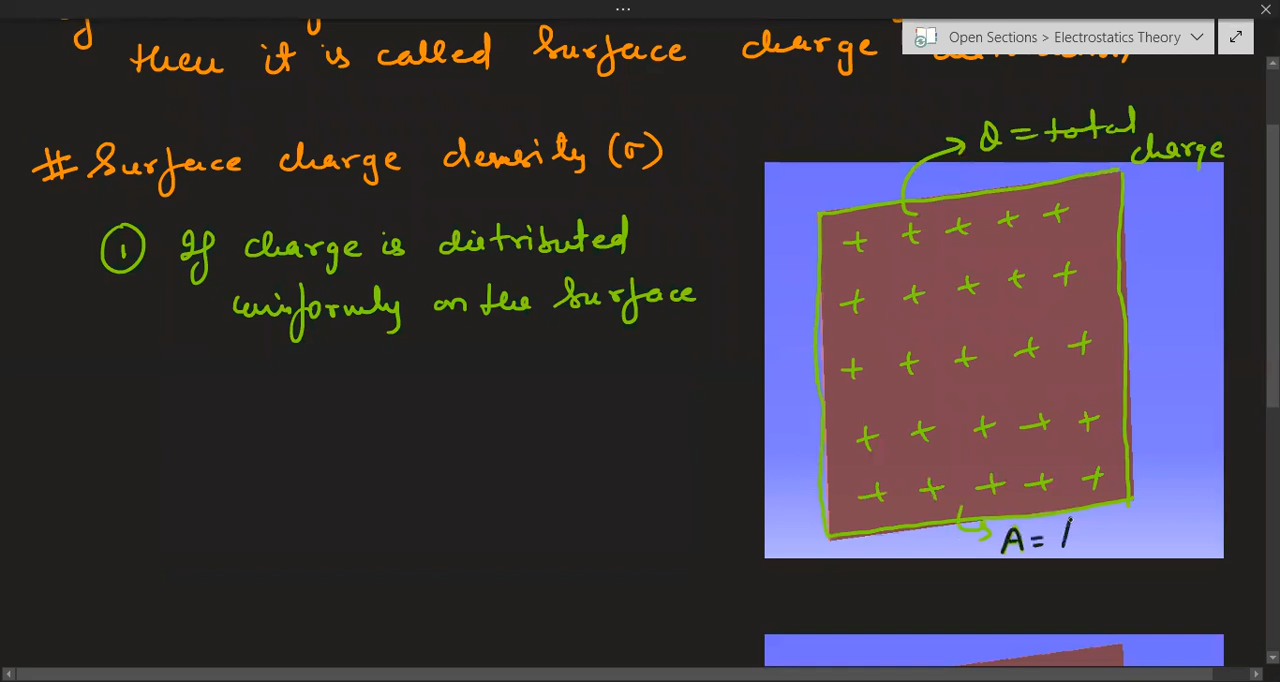 Open Sections > Electrostatics Theory
then it is called Surface charge
# Surface charge density (σ)
Q = total charge
① If charge is distributed
uniformly on the Surface
+ + + + +
+ + + + +
+ + + + +
+ + + + +
+ + + + +
A =